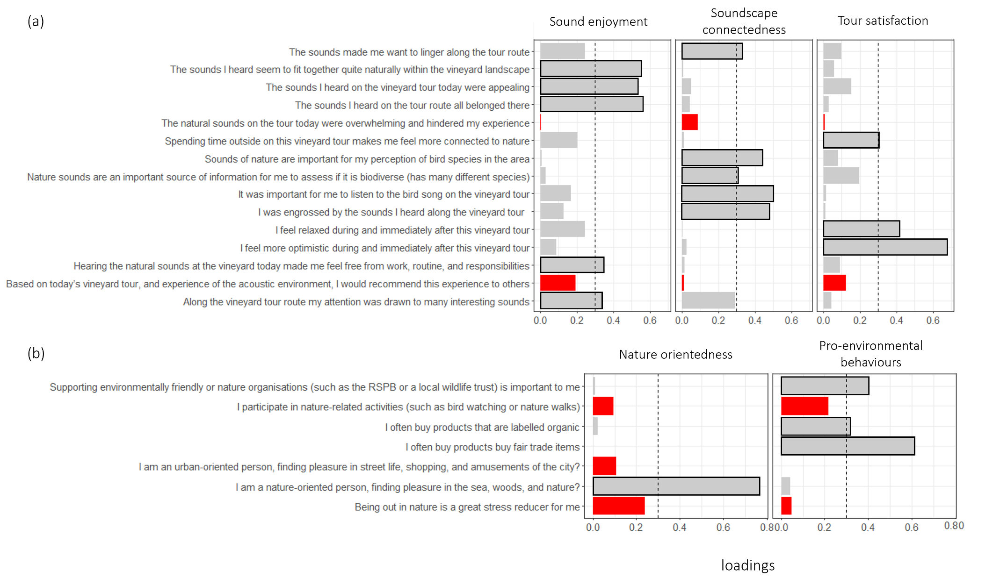 (a)
Sound enjoyment
Soundscape
connectedness
Tour satisfaction
The sounds made me want to linger along the tour route
The sounds I heard seem to fit together quite naturally within the vineyard landscape
The sounds I heard on the vineyard tour today were appealing
The sounds I heard on the tour route all belonged there
The natural sounds on the tour today were overwhelming and hindered my experience
Spending time outside on this vineyard tour makes me feel more connected to nature
Sounds of nature are important for my perception of bird species in the area
Nature sounds are an important source of information for me to assess if it is biodiverse (has many different species)
It was important for me to listen to the bird song on the vineyard tour
I was engrossed by the sounds I heard along the vineyard tour
I feel relaxed during and immediately after this vineyard tour
I feel more optimistic during and immediately after this vineyard tour
Hearing the natural sounds at the vineyard today made me feel free from work, routine, and responsibilities
Based on today’s vineyard tour, and experience of the acoustic environment, I would recommend this experience to others
Along the vineyard tour route my attention was drawn to many interesting sounds
0.0 0.2 0.4 0.6 0.0 0.2 0.4 0.6 0.0 0.2 0.4 0.6
(b)
Nature orientedness
Pro-environmental
behaviours
Supporting environmentally friendly or nature organisations (such as the RSPB or a local wildlife trust) is important to me
I participate in nature-related activities (such as bird watching or nature walks)
I often buy products that are labelled organic
I often buy products buy fair trade items
I am an urban-oriented person, finding pleasure in street life, shopping, and amusements of the city?
I am a nature-oriented person, finding pleasure in the sea, woods, and nature?
Being out in nature is a great stress reducer for me
0.0 0.2 0.4 0.6 0.80.0 0.2 0.4 0.6 0.80
loadings